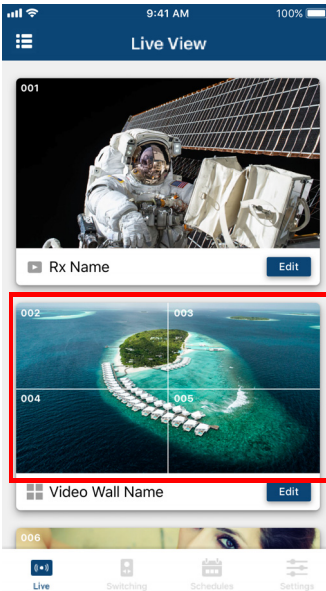 9:41 AM 100%
Live View
001
Rx Name Edit
002 003
004 005
Video Wall Name Edit
006
Live Switching Schedules Settings